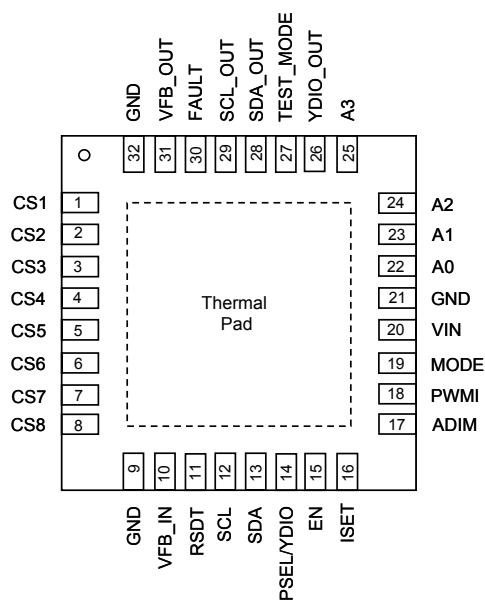 GND
VFB_OUT
FAULT
SCL_OUT
SDA_OUT
TEST_MODE
YDIO_OUT
A3
32
31
30
29
28
27
26
25
CS1 1
CS2 2
CS3 3
CS4 4
CS5 5
CS6 6
CS7 7
CS8 8
Thermal
Pad
24 A2
23 A1
22 A0
21 GND
20 VIN
19 MODE
18 PWMI
17 ADIM
9
10
11
12
13
14
15
16
GND
VFB_IN
RSDT
SCL
SDA
PSEL/YDIO
EN
ISET